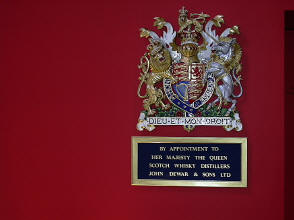 DIEU·ET·MON·DROIT
BY APPOINTMENT TO
HER MAJESTY THE QUEEN
SCOTCH WHISKY DISTILLERS
JOHN DEWAR & SONS LTD